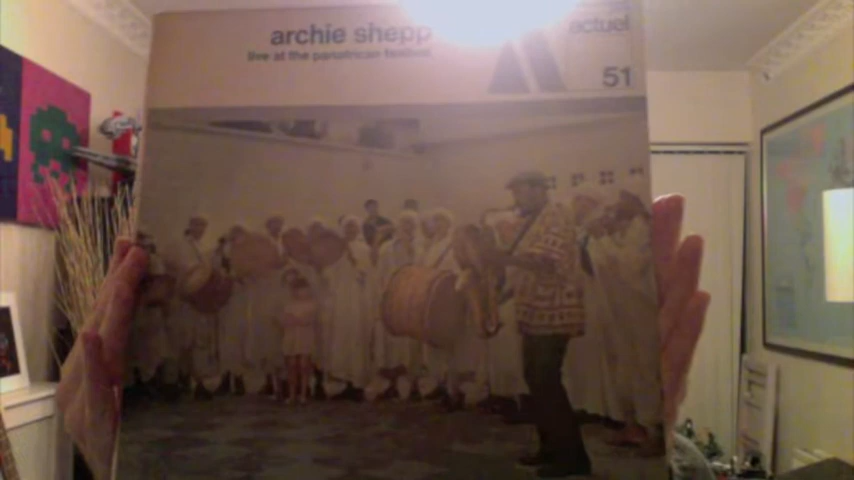 archie shepp
live at the panafrican festival
actuel
51